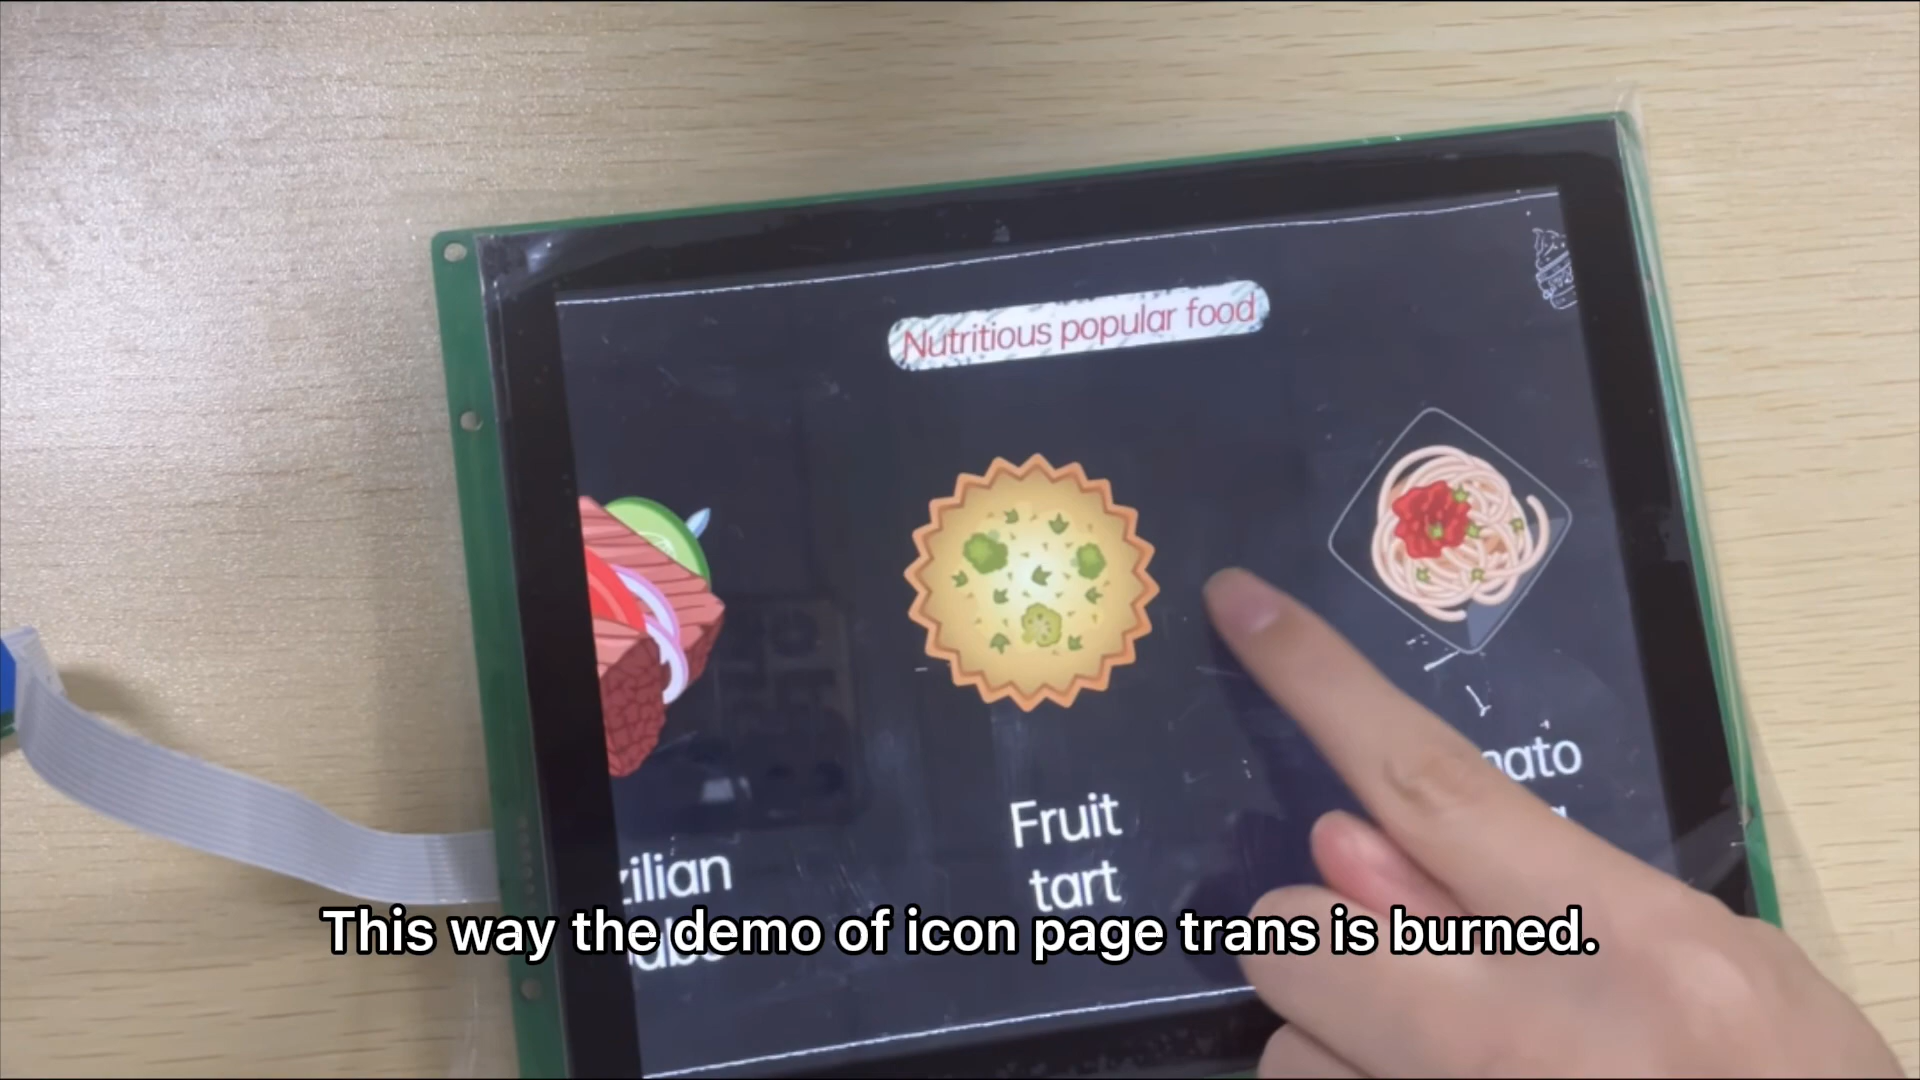 Nutritious popular food
Fruit
tart
This way the demo of icon page trans is burned.